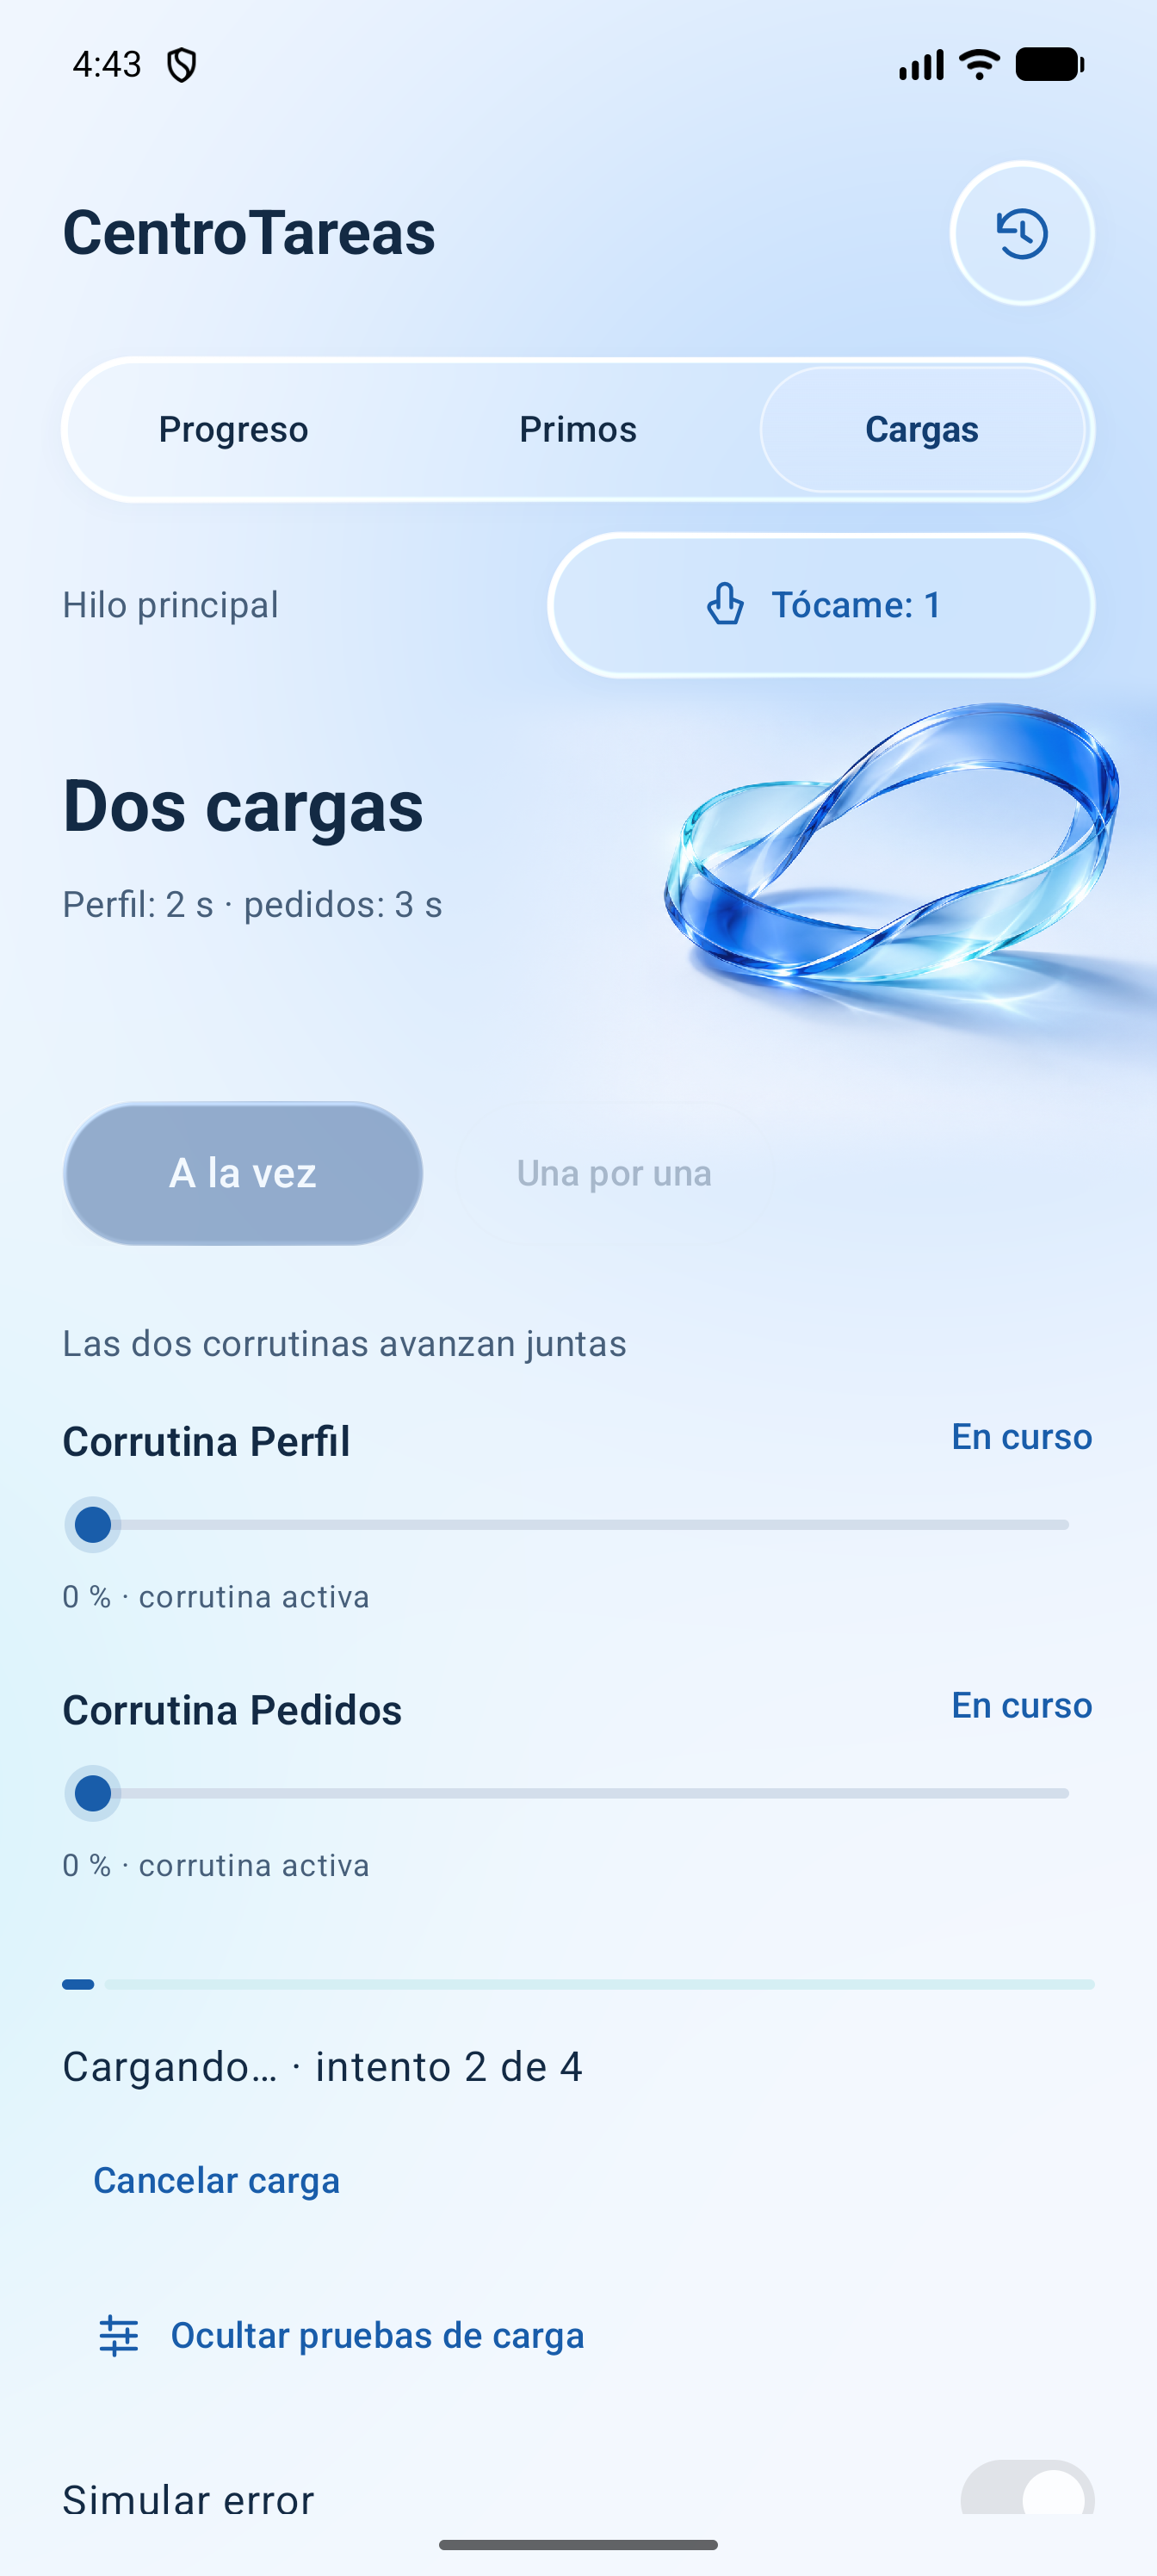 4:43
CentroTareas
Progreso Primos Cargas
Hilo principal Tócame: 1
Dos cargas
Perfil: 2 s · pedidos: 3 s
A la vez Una por una
Las dos corrutinas avanzan juntas
Corrutina Perfil En curso
0 % · corrutina activa
Corrutina Pedidos En curso
0 % · corrutina activa
Cargando… · intento 2 de 4
Cancelar carga
Ocultar pruebas de carga
Simular error